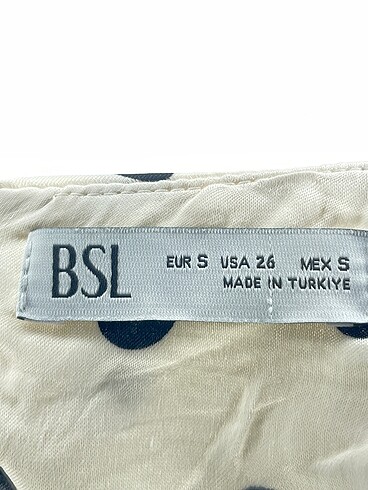 BSL
EUR S USA 26 MEX S
MADE IN TURKIYE